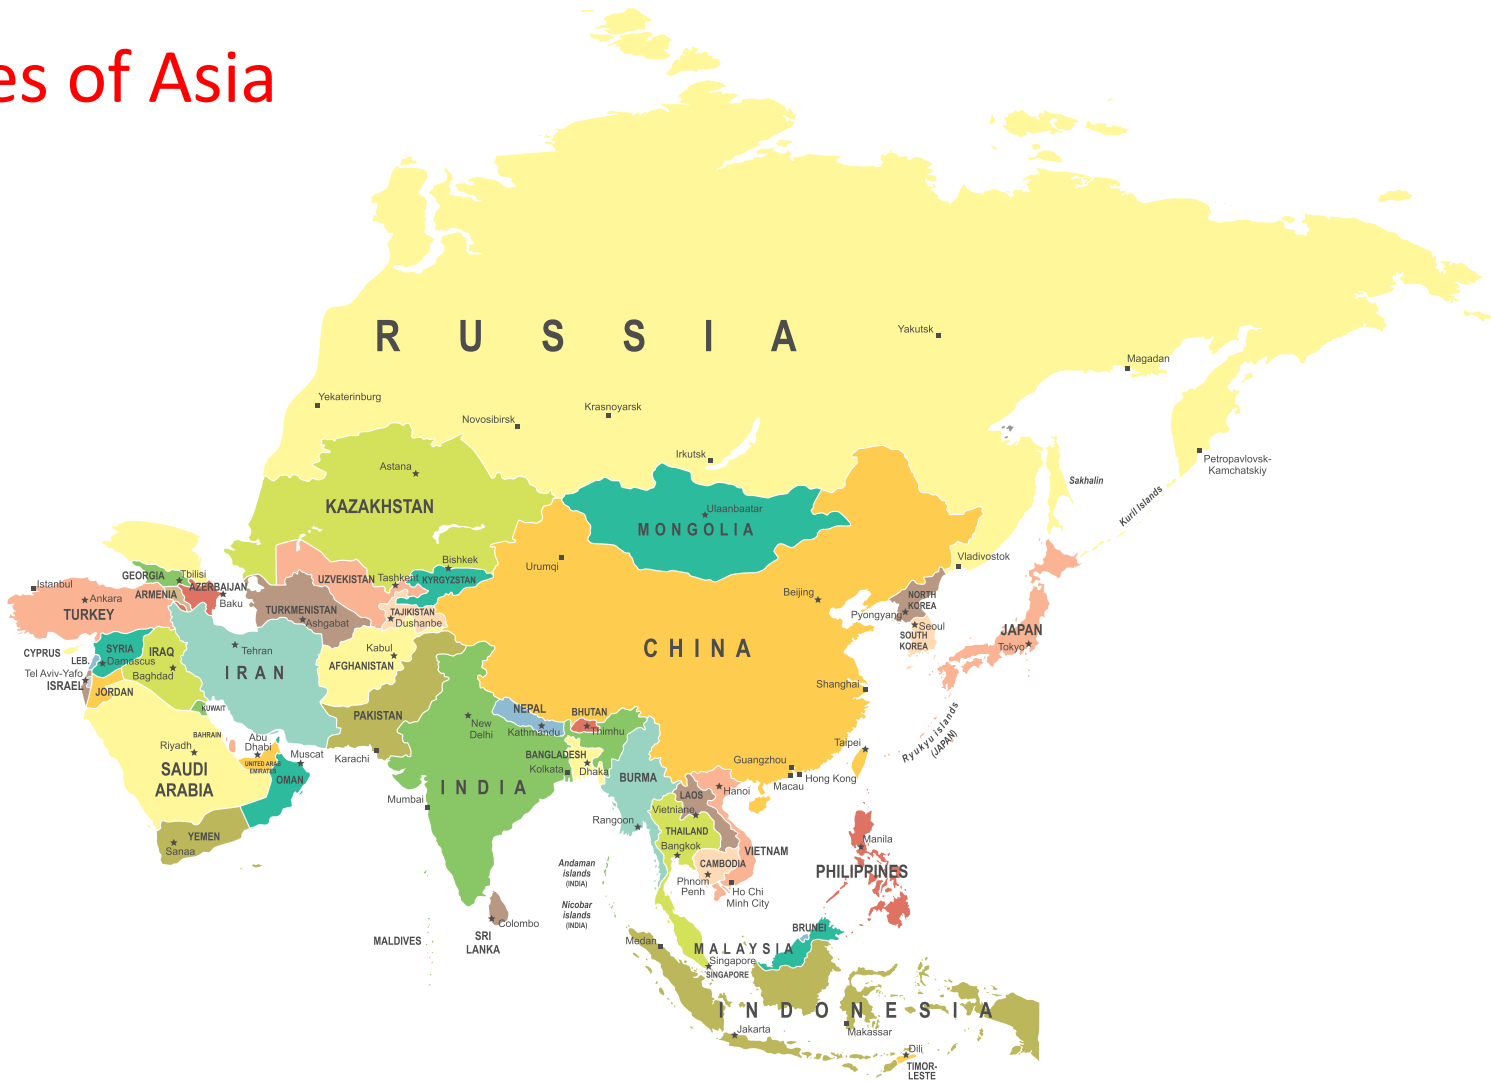 es of Asia
RUSSIA
Yakutsk
Magadan
Yekaterinburg
Novosibirsk
Krasnoyarsk
Irkutsk
Petropavlovsk-
Kamchatskiy
Sakhalin
Kuril Islands
Astana
KAZAKHSTAN
Ulaanbaatar
MONGOLIA
Urumqi
Vladivostok
Bishkek
KYRGYZSTAN
Tashkent
UZVEKISTAN
GEORGIA
Tbilisi
AZERBAIJAN
ARMENIA
Baku
Istanbul
Ankara
TURKEY
TURKMENISTAN
Ashgabat
TAJIKISTAN
Dushanbe
Beijing
NORTH
KOREA
Pyongyang
Seoul
SOUTH
KOREA
JAPAN
Tokyo
CHINA
CYPRUS
LEB.
SYRIA
Damascus
IRAQ
Baghdad
Tehran
IRAN
Kabul
AFGHANISTAN
Tel Aviv-Yafo
ISRAEL
JORDAN
KUWAIT
PAKISTAN
Karachi
Shanghai
BAHRAIN
Riyadh
Abu
Dhabi
UNITED ARAB
EMIRATES
Muscat
OMAN
SAUDI
ARABIA
YEMEN
Sanaa
New
Delhi
NEPAL
Kathmandu
BHUTAN
Thimhu
BANGLADESH
Kolkata
Dhaka
INDIA
Mumbai
BURMA
Rangoon
Guangzhou
Macau
Hong Kong
Taipei
Ryukyu islands
(JAPAN)
LAOS
Hanoi
Vietniane
THAILAND
Bangkok
CAMBODIA
VIETNAM
Phnom
Penh
Ho Chi
Minh City
Manila
PHILIPPINES
Andaman
islands
(INDIA)
Nicobar
islands
(INDIA)
Colombo
SRI
LANKA
MALDIVES
Medan
MALAYSIA
BRUNEI
Singapore
SINGAPORE
INDONESIA
Jakarta
Makassar
Dili
TIMOR-
LESTE